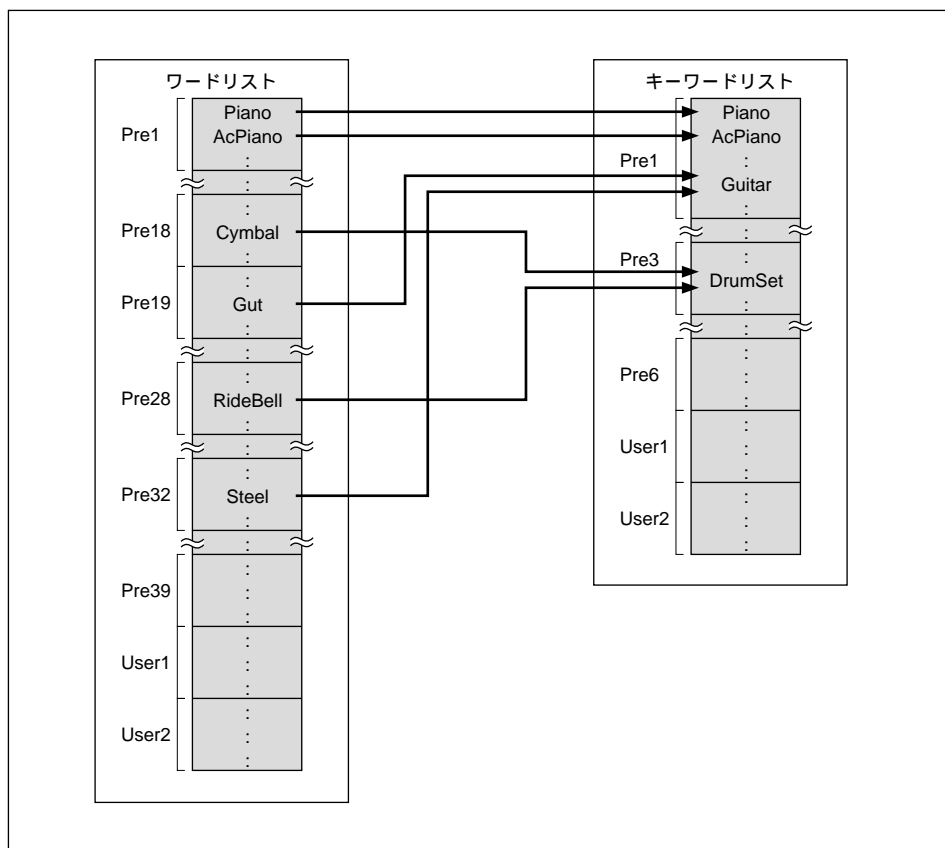 ワードリスト
Pre1
Piano
AcPiano
Pre18
Cymbal
Pre19
Gut
Pre28
RideBell
Pre32
Steel
Pre39
User1
User2
キーワードリスト
Pre1
Piano
AcPiano
Guitar
Pre3
DrumSet
Pre6
User1
User2